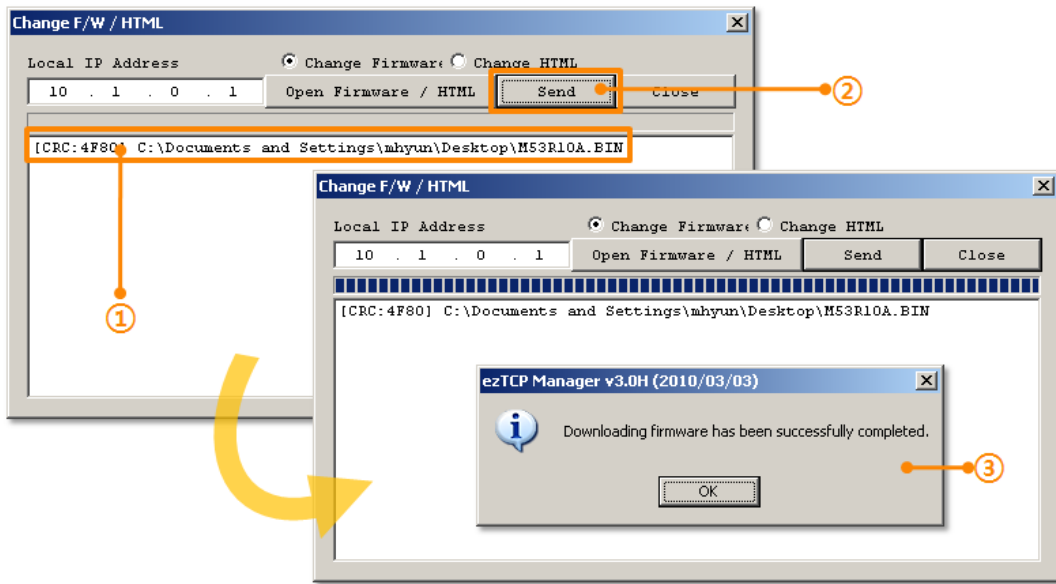 Change F/W / HTML
Local IP Address Change Firmware Change HTML
10 . 1 . 0 . 1 Open Firmware / HTML Send Close
[CRC:4F80] C:\Documents and Settings\mhyun\Desktop\M53R10A.BIN
①
②
Change F/W / HTML
Local IP Address Change Firmware Change HTML
10 . 1 . 0 . 1 Open Firmware / HTML Send Close
[CRC:4F80] C:\Documents and Settings\mhyun\Desktop\M53R10A.BIN
ezTCP Manager v3.0H (2010/03/03)
Downloading firmware has been successfully completed.
OK
③